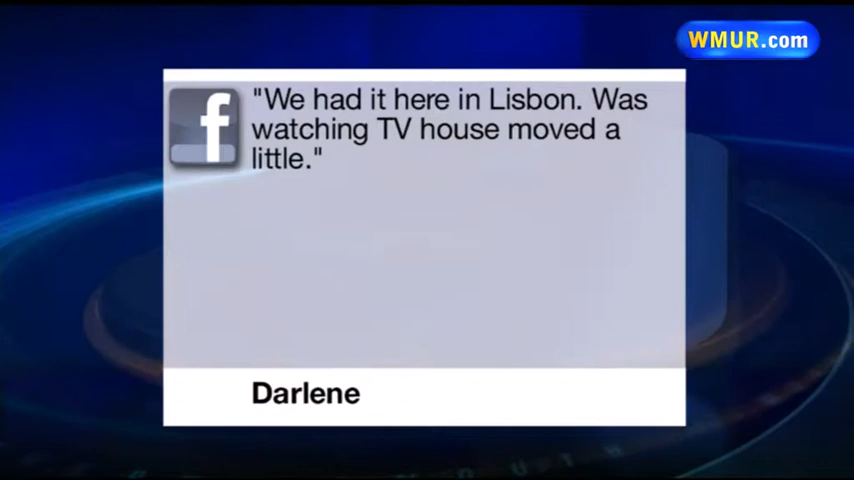 WMUR.com
f
"We had it here in Lisbon. Was
watching TV house moved a
little."
Darlene